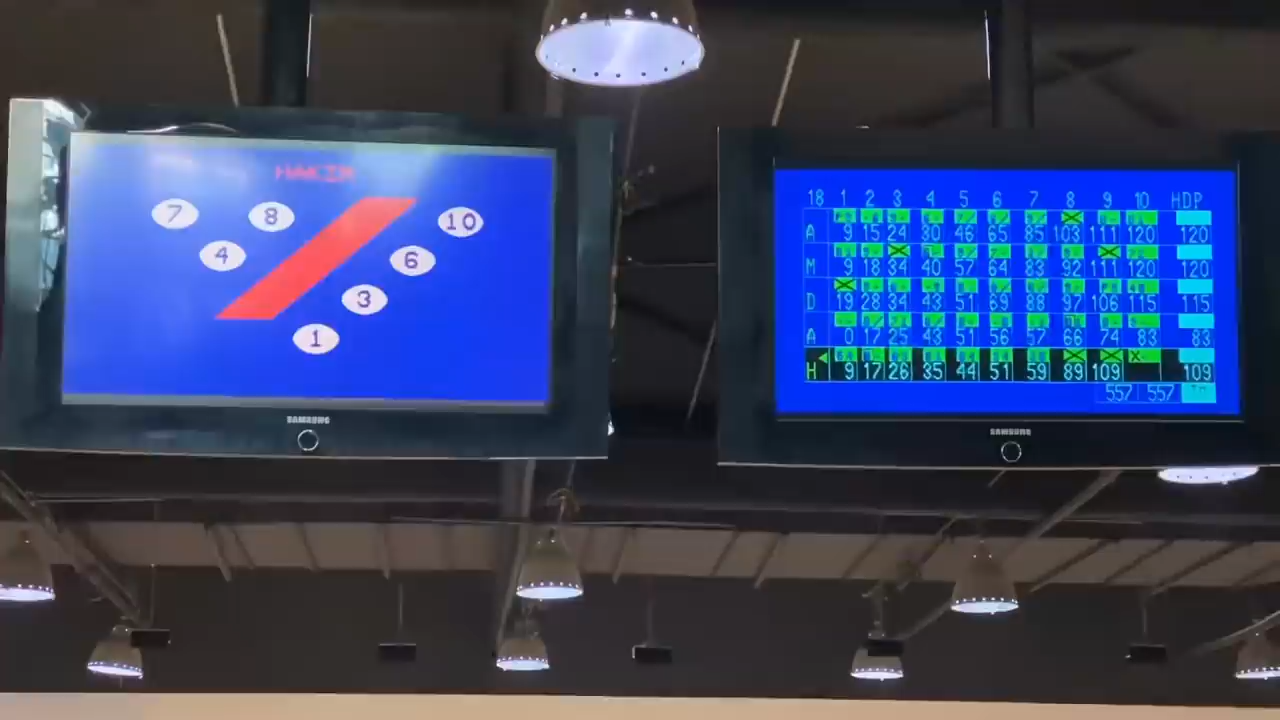 HAKIM
7 8 10
4 6
3
1
SAMSUNG
18 1 2 3 4 5 6 7 8 9 10 HDP
A 9 15 24 30 46 65 85 103 111 120 120
M 9 18 34 40 57 64 83 92 111 120 120
D 19 28 34 43 51 69 88 97 106 115 115
A 0 17 25 43 51 56 57 66 74 83 83
H 9 17 26 35 44 51 59 89 109 109
557 557
SAMSUNG